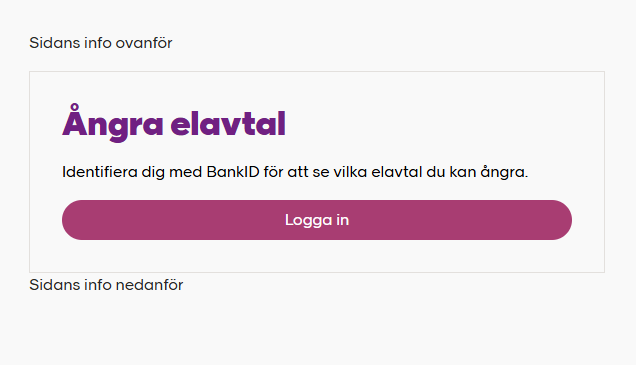 Sidans info ovanför
Ångra elavtal
Identifiera dig med BankID för att se vilka elavtal du kan ångra.
Logga in
Sidans info nedanför